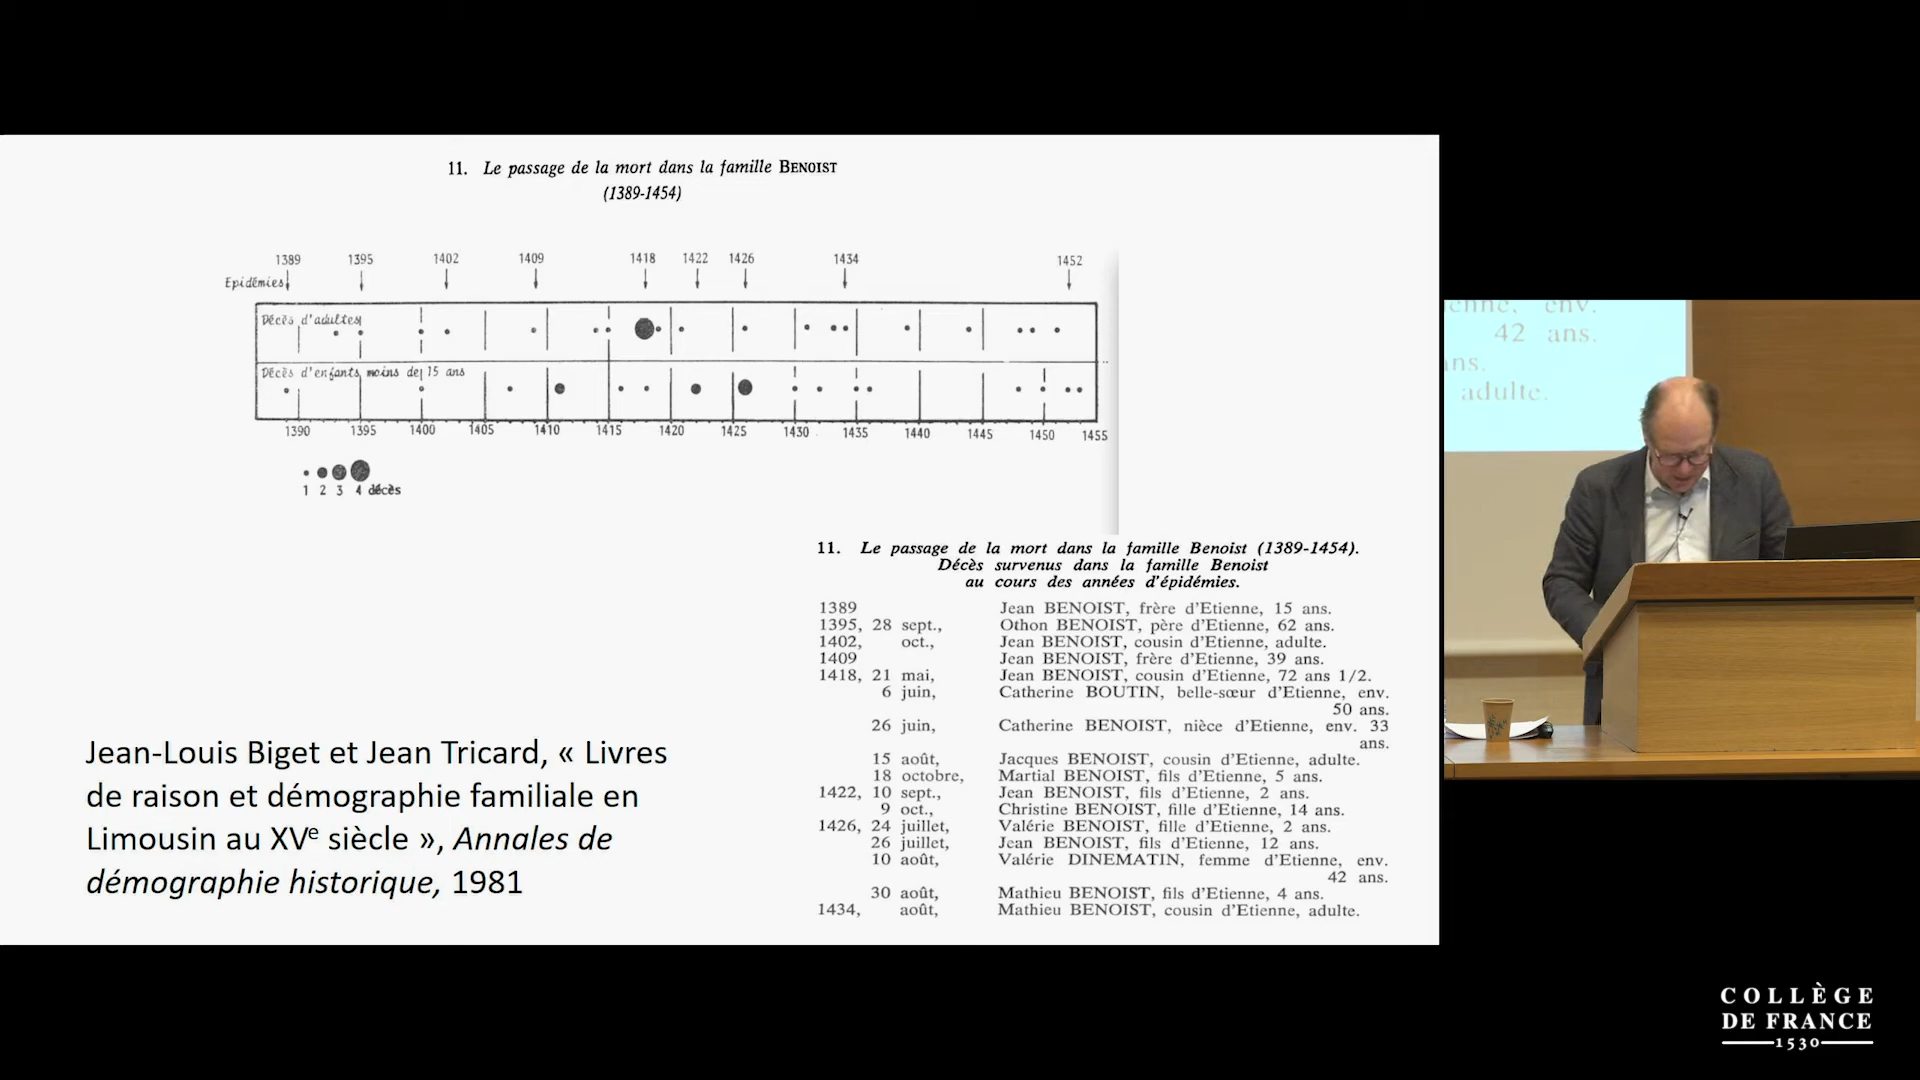 11. Le passage de la mort dans la famille BENOIST
(1389-1454)
1389 1395 1402 1409 1418 1422 1426 1434 1452
Epidémies
Décès d'adultes
Décès d'enfants moins de 15 ans
1390 1395 1400 1405 1410 1415 1420 1425 1430 1435 1440 1445 1450 1455
1 2 3 4 décès
11. Le passage de la mort dans la famille Benoist (1389-1454).
Décès survenus dans la famille Benoist
au cours des années d'épidémies.
1389 Jean BENOIST, frère d'Etienne, 15 ans.
1395, 28 sept., Othon BENOIST, père d'Etienne, 62 ans.
1402, oct., Jean BENOIST, cousin d'Etienne, adulte.
1409 Jean BENOIST, frère d'Etienne, 39 ans.
1418, 21 mai, Jean BENOIST, cousin d'Etienne, 72 ans 1/2.
6 juin, Catherine BOUTIN, belle-sœur d'Etienne, env.
50 ans.
26 juin, Catherine BENOIST, nièce d'Etienne, env. 33
ans.
15 août, Jacques BENOIST, cousin d'Etienne, adulte.
18 octobre, Martial BENOIST, fils d'Etienne, 5 ans.
1422, 10 sept., Jean BENOIST, fils d'Etienne, 2 ans.
9 oct., Christine BENOIST, fille d'Etienne, 14 ans.
1426, 24 juillet, Valérie BENOIST, fille d'Etienne, 2 ans.
26 juillet, Jean BENOIST, fils d'Etienne, 12 ans.
10 août, Valérie DINEMATIN, femme d'Etienne, env.
42 ans.
30 août, Mathieu BENOIST, fils d'Etienne, 4 ans.
1434, août, Mathieu BENOIST, cousin d'Etienne, adulte.
Jean-Louis Biget et Jean Tricard, « Livres
de raison et démographie familiale en
Limousin au XVe siècle », Annales de
démographie historique, 1981
enne, env.
42 ans.
ns.
adulte.
COLLÈGE
DE FRANCE
1530